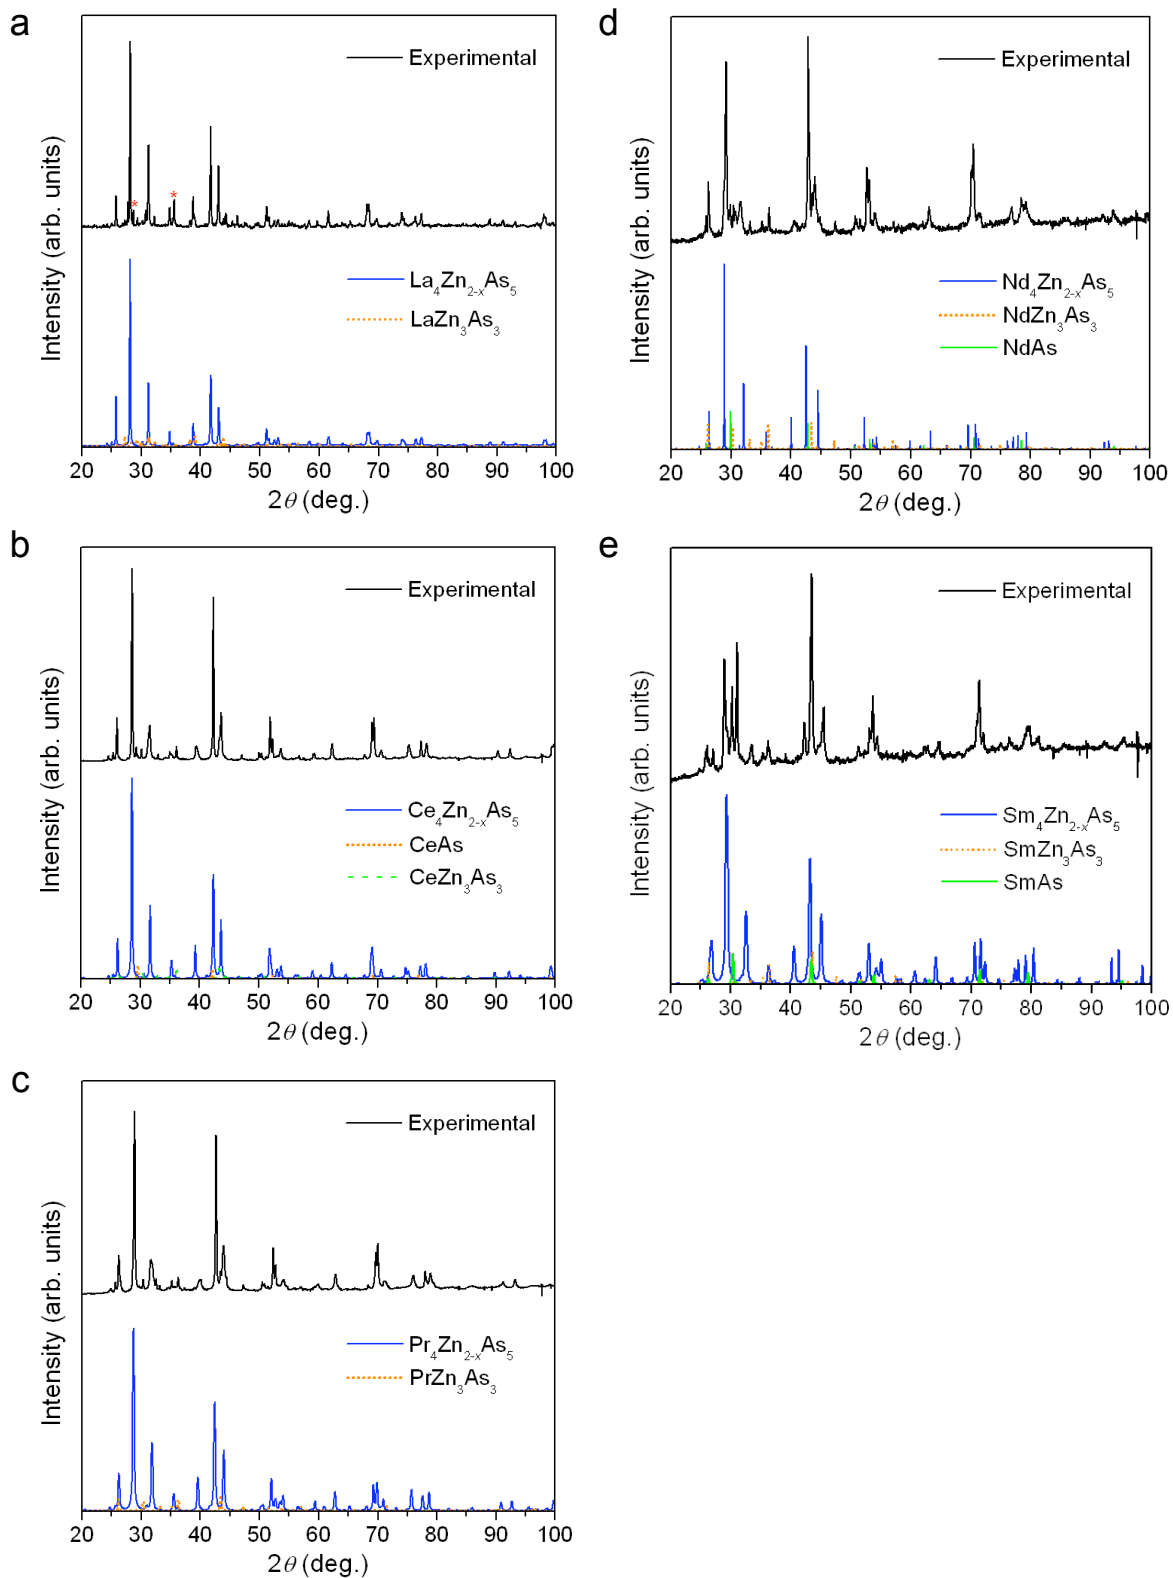 a
Intensity (arb. units)
Experimental
*
*
La4Zn2-xAs5
LaZn3As3
20 30 40 50 60 70 80 90 100
2θ (deg.)
b
Intensity (arb. units)
Experimental
Ce4Zn2-xAs5
CeAs
CeZn3As3
20 30 40 50 60 70 80 90 100
2θ (deg.)
c
Intensity (arb. units)
Experimental
Pr4Zn2-xAs5
PrZn3As3
20 30 40 50 60 70 80 90 100
2θ (deg.)
d
Intensity (arb. units)
Experimental
Nd4Zn2-xAs5
NdZn3As3
NdAs
20 30 40 50 60 70 80 90 100
2θ (deg.)
e
Intensity (arb. units)
Experimental
Sm4Zn2-xAs5
SmZn3As3
SmAs
20 30 40 50 60 70 80 90 100
2θ (deg.)